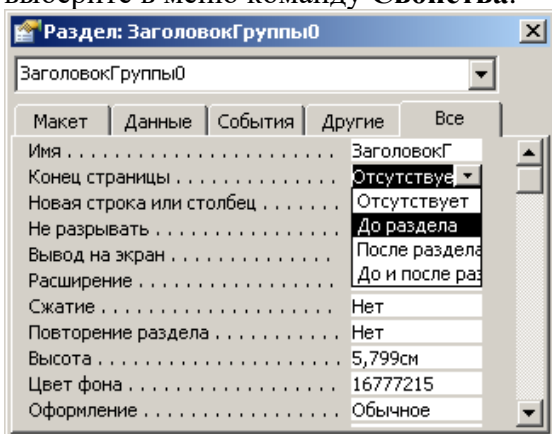 выберите в меню команду Свойства.
Раздел: ЗаголовокГруппы0
ЗаголовокГруппы0
Макет Данные События Другие Все
Имя . . . . . . . . . . . . . . . . . . . . . . . ЗаголовокГ
Конец страницы . . . . . . . . . . . . . . Отсутствуе
Новая строка или столбец . . . . . . . Отсутствует
Не разрывать . . . . . . . . . . . . . . . . До раздела
Вывод на экран . . . . . . . . . . . . . . После раздела
Расширение . . . . . . . . . . . . . . . . . До и после раз
Сжатие . . . . . . . . . . . . . . . . . . . . Нет
Повторение раздела . . . . . . . . . . . Нет
Высота . . . . . . . . . . . . . . . . . . . . 5,799см
Цвет фона . . . . . . . . . . . . . . . . . . 16777215
Оформление . . . . . . . . . . . . . . . . . Обычное